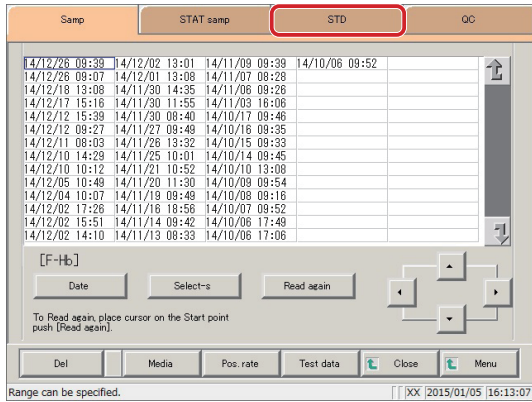 Samp STAT samp STD QC
14/12/26 09:39 14/12/02 13:01 14/11/09 09:39 14/10/06 09:52
14/12/26 09:07 14/12/01 13:08 14/11/07 08:28
14/12/18 13:08 14/11/30 14:35 14/11/06 09:26
14/12/17 15:16 14/11/30 11:55 14/11/03 16:06
14/12/12 15:39 14/11/30 08:40 14/10/17 09:46
14/12/12 09:27 14/11/27 09:49 14/10/16 09:35
14/12/11 08:03 14/11/26 13:32 14/10/15 09:33
14/12/10 14:29 14/11/25 10:01 14/10/14 09:45
14/12/10 10:12 14/11/21 10:52 14/10/10 13:08
14/12/05 10:49 14/11/20 11:30 14/10/09 09:54
14/12/04 10:07 14/11/19 09:49 14/10/08 09:16
14/12/02 17:26 14/11/16 18:56 14/10/07 09:52
14/12/02 15:51 14/11/14 09:42 14/10/06 17:49
14/12/02 14:10 14/11/13 08:33 14/10/06 17:06
[F-Hb]
Date Select-s Read again
To Read again, place cursor on the Start point
push [Read again].
Del Media Pos. rate Test data Close Menu
Range can be specified. XX 2015/01/05 16:13:07